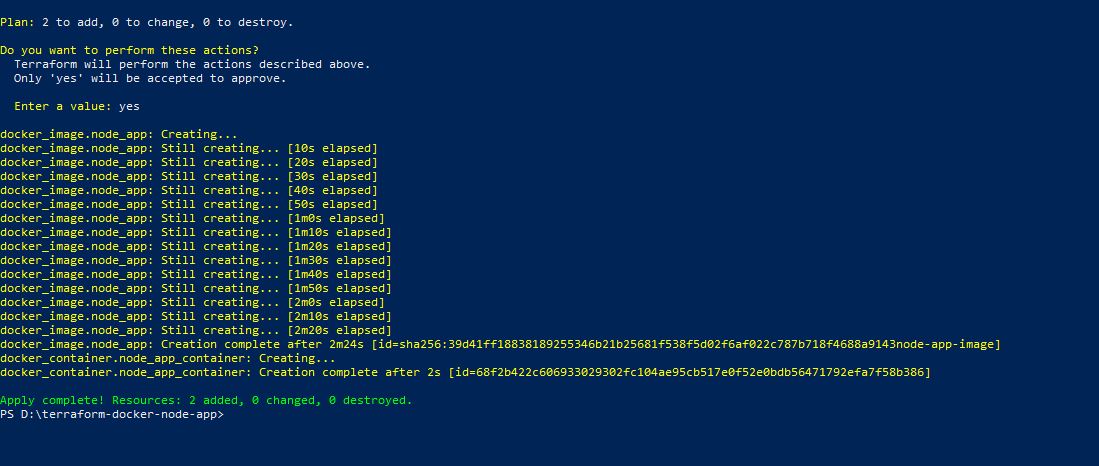 Plan: 2 to add, 0 to change, 0 to destroy.
Do you want to perform these actions?
Terraform will perform the actions described above.
Only 'yes' will be accepted to approve.
Enter a value: yes
docker_image.node_app: Creating...
docker_image.node_app: Still creating... [10s elapsed]
docker_image.node_app: Still creating... [20s elapsed]
docker_image.node_app: Still creating... [30s elapsed]
docker_image.node_app: Still creating... [40s elapsed]
docker_image.node_app: Still creating... [50s elapsed]
docker_image.node_app: Still creating... [1m0s elapsed]
docker_image.node_app: Still creating... [1m10s elapsed]
docker_image.node_app: Still creating... [1m20s elapsed]
docker_image.node_app: Still creating... [1m30s elapsed]
docker_image.node_app: Still creating... [1m40s elapsed]
docker_image.node_app: Still creating... [1m50s elapsed]
docker_image.node_app: Still creating... [2m0s elapsed]
docker_image.node_app: Still creating... [2m10s elapsed]
docker_image.node_app: Still creating... [2m20s elapsed]
docker_image.node_app: Creation complete after 2m24s [id=sha256:39d41ff18838189255346b21b25681f538f5d02f6af022c787b718f4688a9143node-app-image]
docker_container.node_app_container: Creating...
docker_container.node_app_container: Creation complete after 2s [id=68f2b422c606933029302fc104ae95cb517e0f52e0bdb56471792efa7f58b386]
Apply complete! Resources: 2 added, 0 changed, 0 destroyed.
PS D:\terraform-docker-node-app>